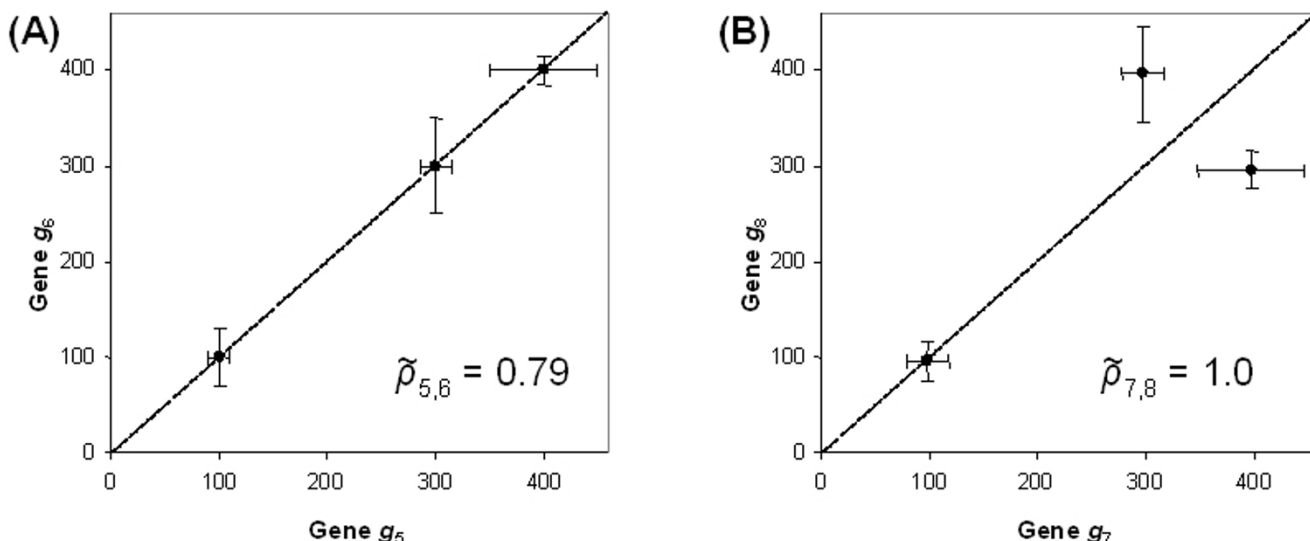 (A)
400
300
200
100
0
Gene g₆
ρ̃₅,₆ = 0.79
0 100 200 300 400
Gene g₅
(B)
400
300
200
100
0
Gene g₈
ρ̃₇,₈ = 1.0
0 100 200 300 400
Gene g₇